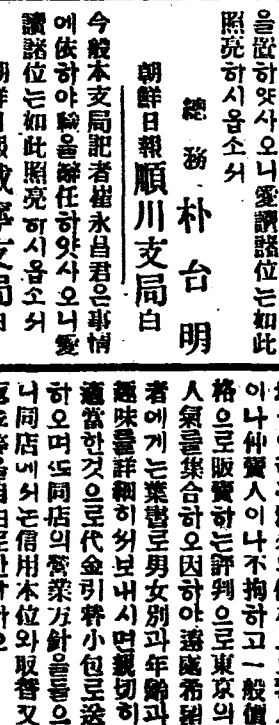 을置하얏사오니愛讀諸位는如此
照亮하시옵소서
總務 朴台明
朝鮮日報順川支局白
今般本支局記者崔永昌君은事情
에依하야 을辭任하얏사오니愛
讀諸位는如此照亮하시옵소서
支局白
이나仲買人이나不拘하고一般價
格으로販賣하는評判으로東京의
人氣를集合하오因하야遠處希望
者에게는葉書로男女別과年齡과
趣味를詳細히써보내시면親切히
適當한것으로代金引替小包로送
하오며또同店의營業方針을들으
니同店에서는信用本位와取替又